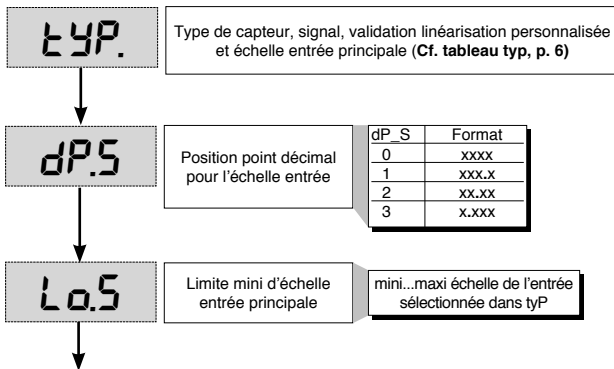 tYP.
Type de capteur, signal, validation linéarisation personnalisée
et échelle entrée principale (Cf. tableau typ, p. 6)
dP.S
Position point décimal
pour l'échelle entrée
dP_S Format
0 xxxx
1 xxx.x
2 xx.xx
3 x.xxx
Lo.S
Limite mini d'échelle
entrée principale
mini...maxi échelle de l'entrée
sélectionnée dans tyP